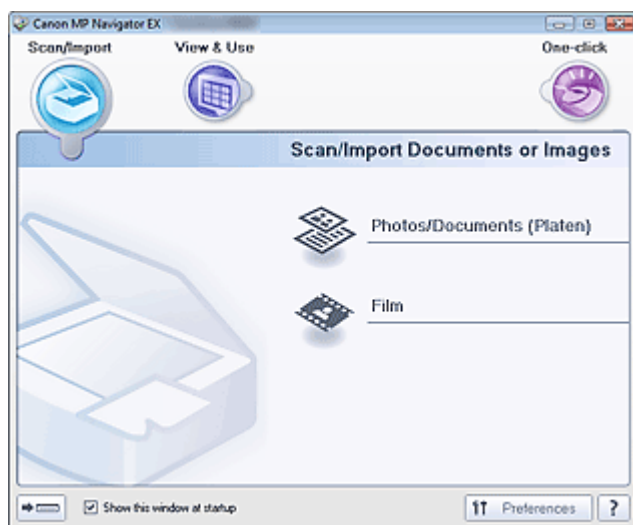 Canon MP Navigator EX
Scan/Import
View & Use
One-click
Scan/Import Documents or Images
Photos/Documents (Platen)
Film
Show this window at startup
Preferences
?